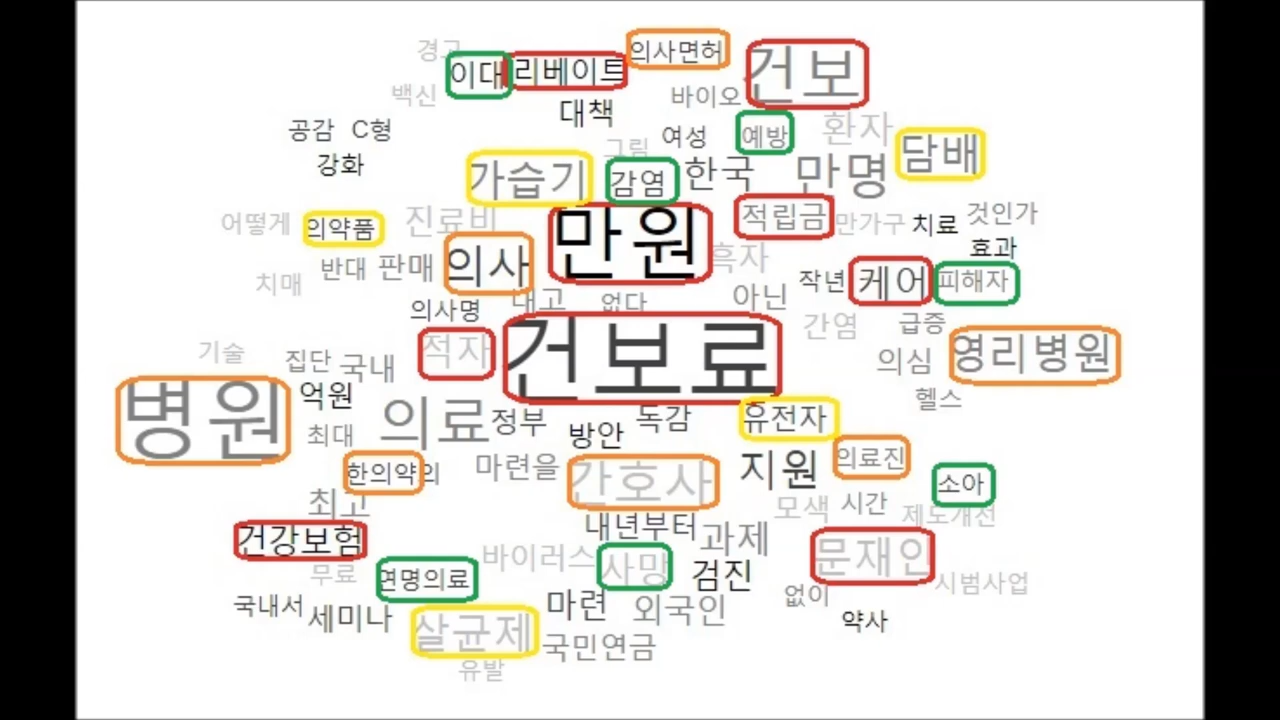 의사면허
경고
이대 리베이트 건보
백신 대책 바이오
공감 C형 여성 예방 환자
강화 그림 담배
가습기 감염 한국 만명
어떻게 의약품 진료비 적립금 만가구 치료 것인가
만원 효과
반대 판매 의사 흑자
치매 작년 케어 피해자
의사명 내고 없다 아닌
간염 급증
기술 적자 건보료 영리병원
집단 국내 의심
억원 헬스
병원 의료 정부 독감 유전자
최대 방안
한의약의 마련을 간호사 지원 의료진
소아
최고 모색 시간 제도개선
건강보험 내년부터 과제
바이러스 사망 문재인
무료 연명의료 검진 시범사업
국내서 세미나 마련 외국인 없이
약사
살균제 국민연금
유발